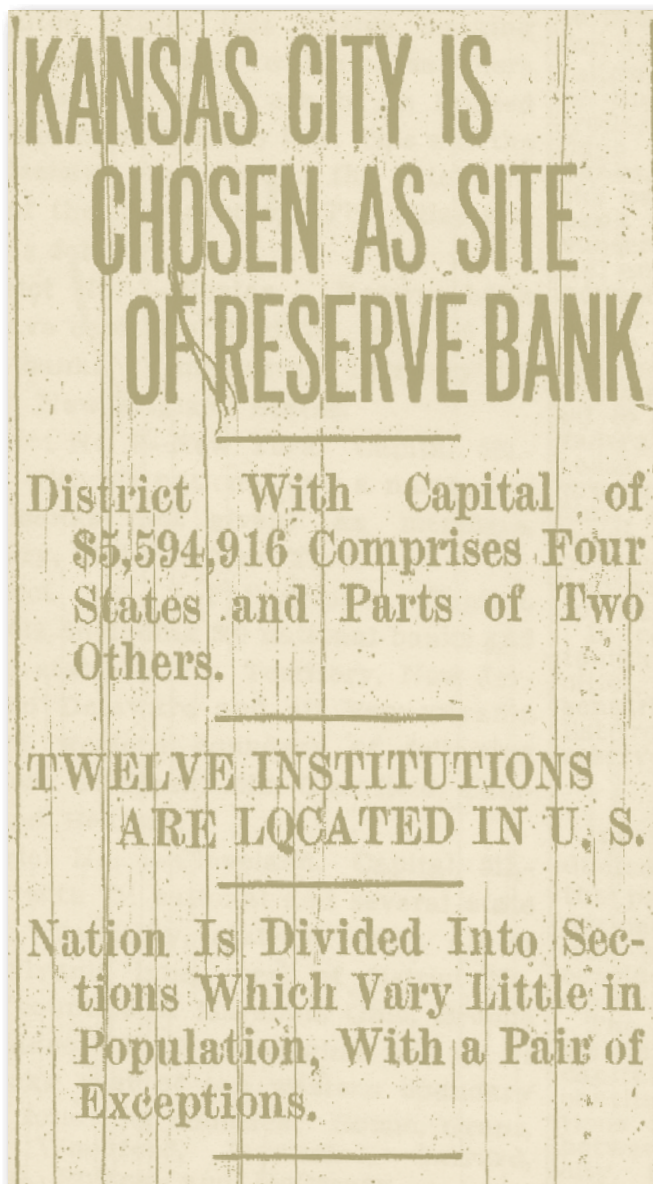 KANSAS CITY IS
CHOSEN AS SITE
OF RESERVE BANK
District With Capital of
$5,594,916 Comprises Four
States and Parts of Two
Others.
TWELVE INSTITUTIONS
ARE LOCATED IN U. S.
Nation Is Divided Into Sec-
tions Which Vary Little in
Population, With a Pair of
Exceptions.